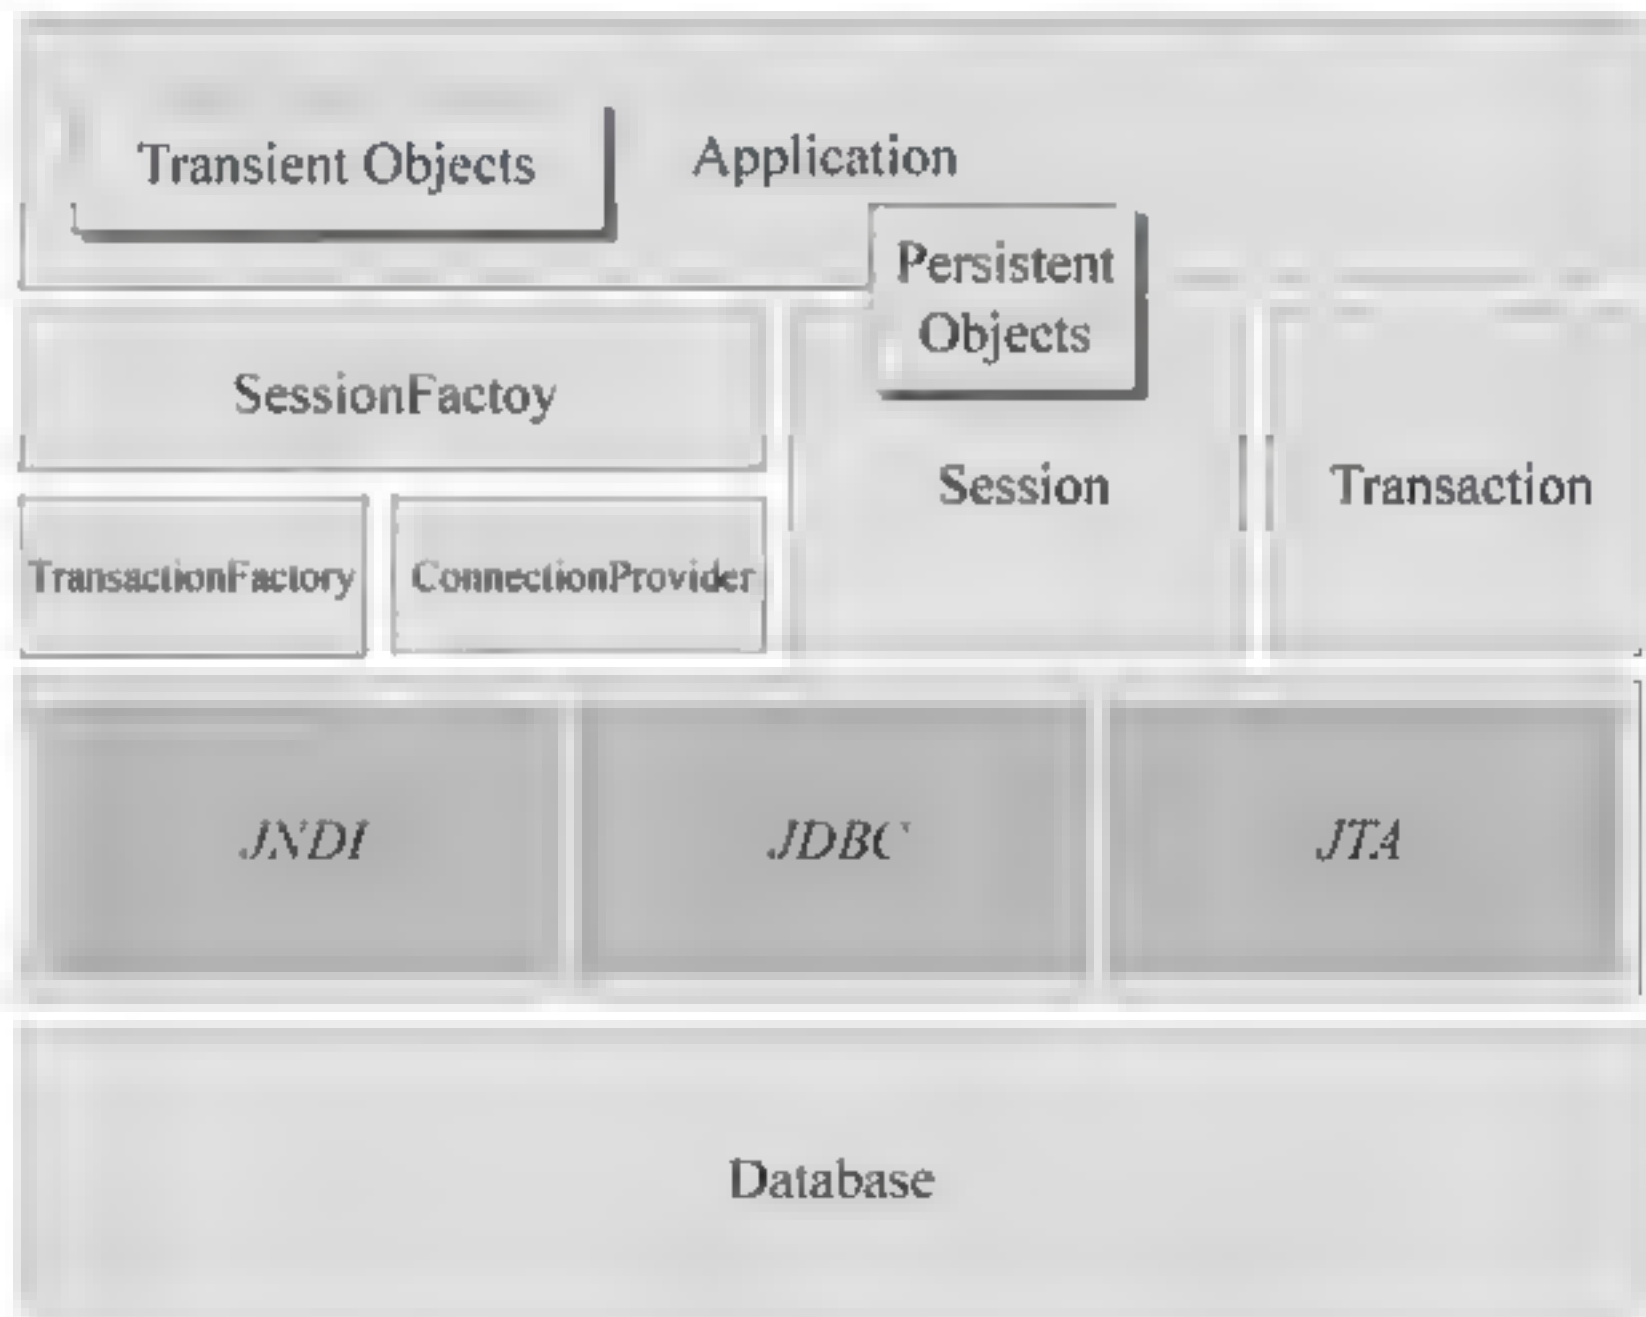 Transient Objects
Application
Persistent
Objects
SessionFactoy
Session
Transaction
TransactionFactory
ConnectionProvider
JNDI
JDBC
JTA
Database